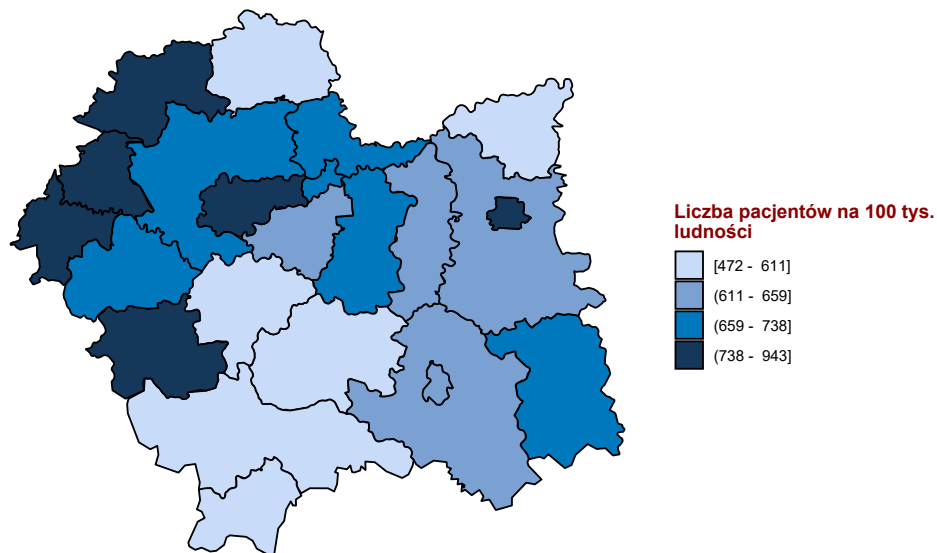 Liczba pacjentów na 100 tys.
ludności
[472 - 611]
(611 - 659]
(659 - 738]
(738 - 943]